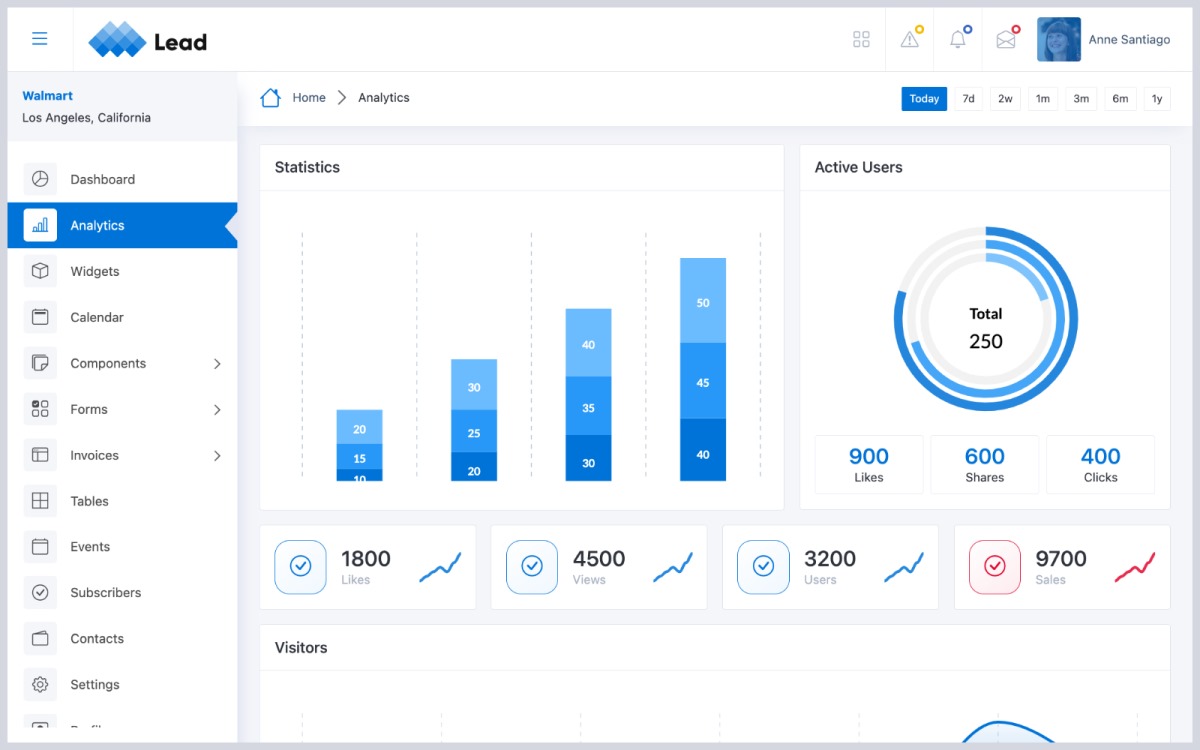 Lead
Anne Santiago
Walmart
Los Angeles, California
Home
Analytics
Today 7d 2w 1m 3m 6m 1y
Dashboard
Analytics
Widgets
Calendar
Components
Forms
Invoices
Tables
Events
Subscribers
Contacts
Settings
Statistics
20
15
10
30
25
20
40
35
30
50
45
40
Active Users
Total
250
900
Likes
600
Shares
400
Clicks
1800
Likes
4500
Views
3200
Users
9700
Sales
Visitors